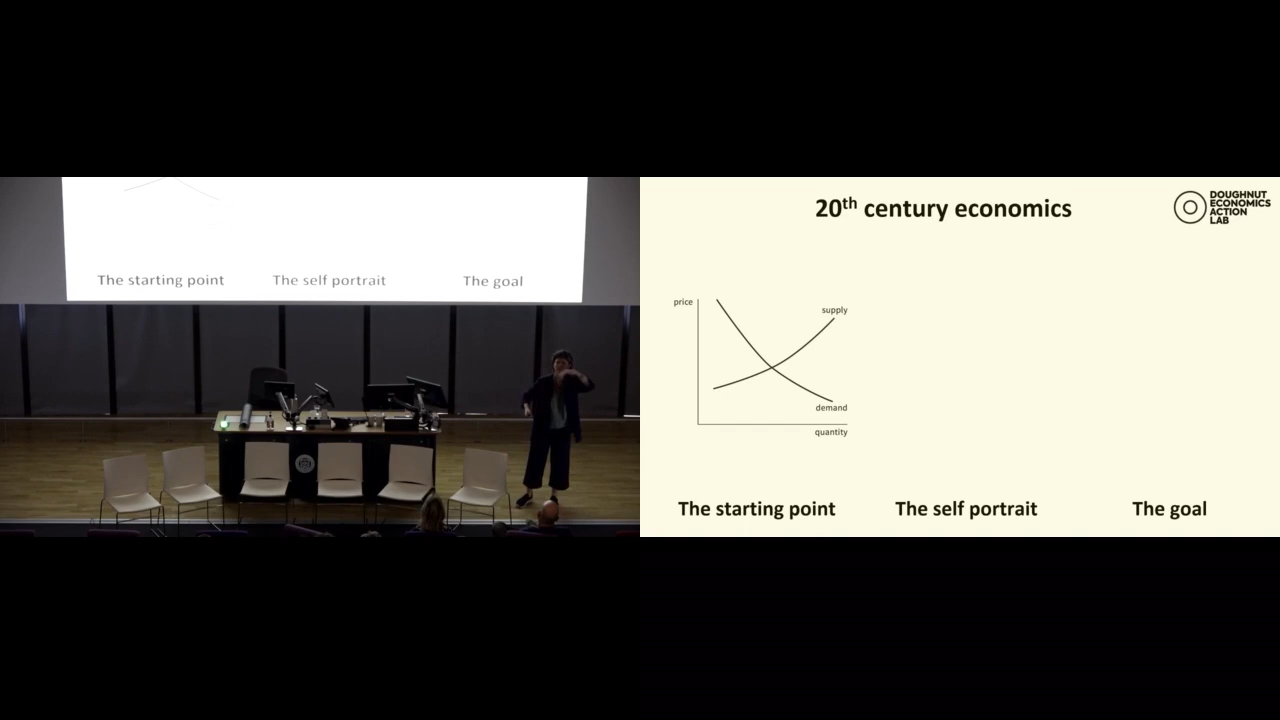 The starting point The self portrait The goal
20th century economics
DOUGHNUT
ECONOMICS
ACTION
LAB
price
supply
demand
quantity
The starting point The self portrait The goal